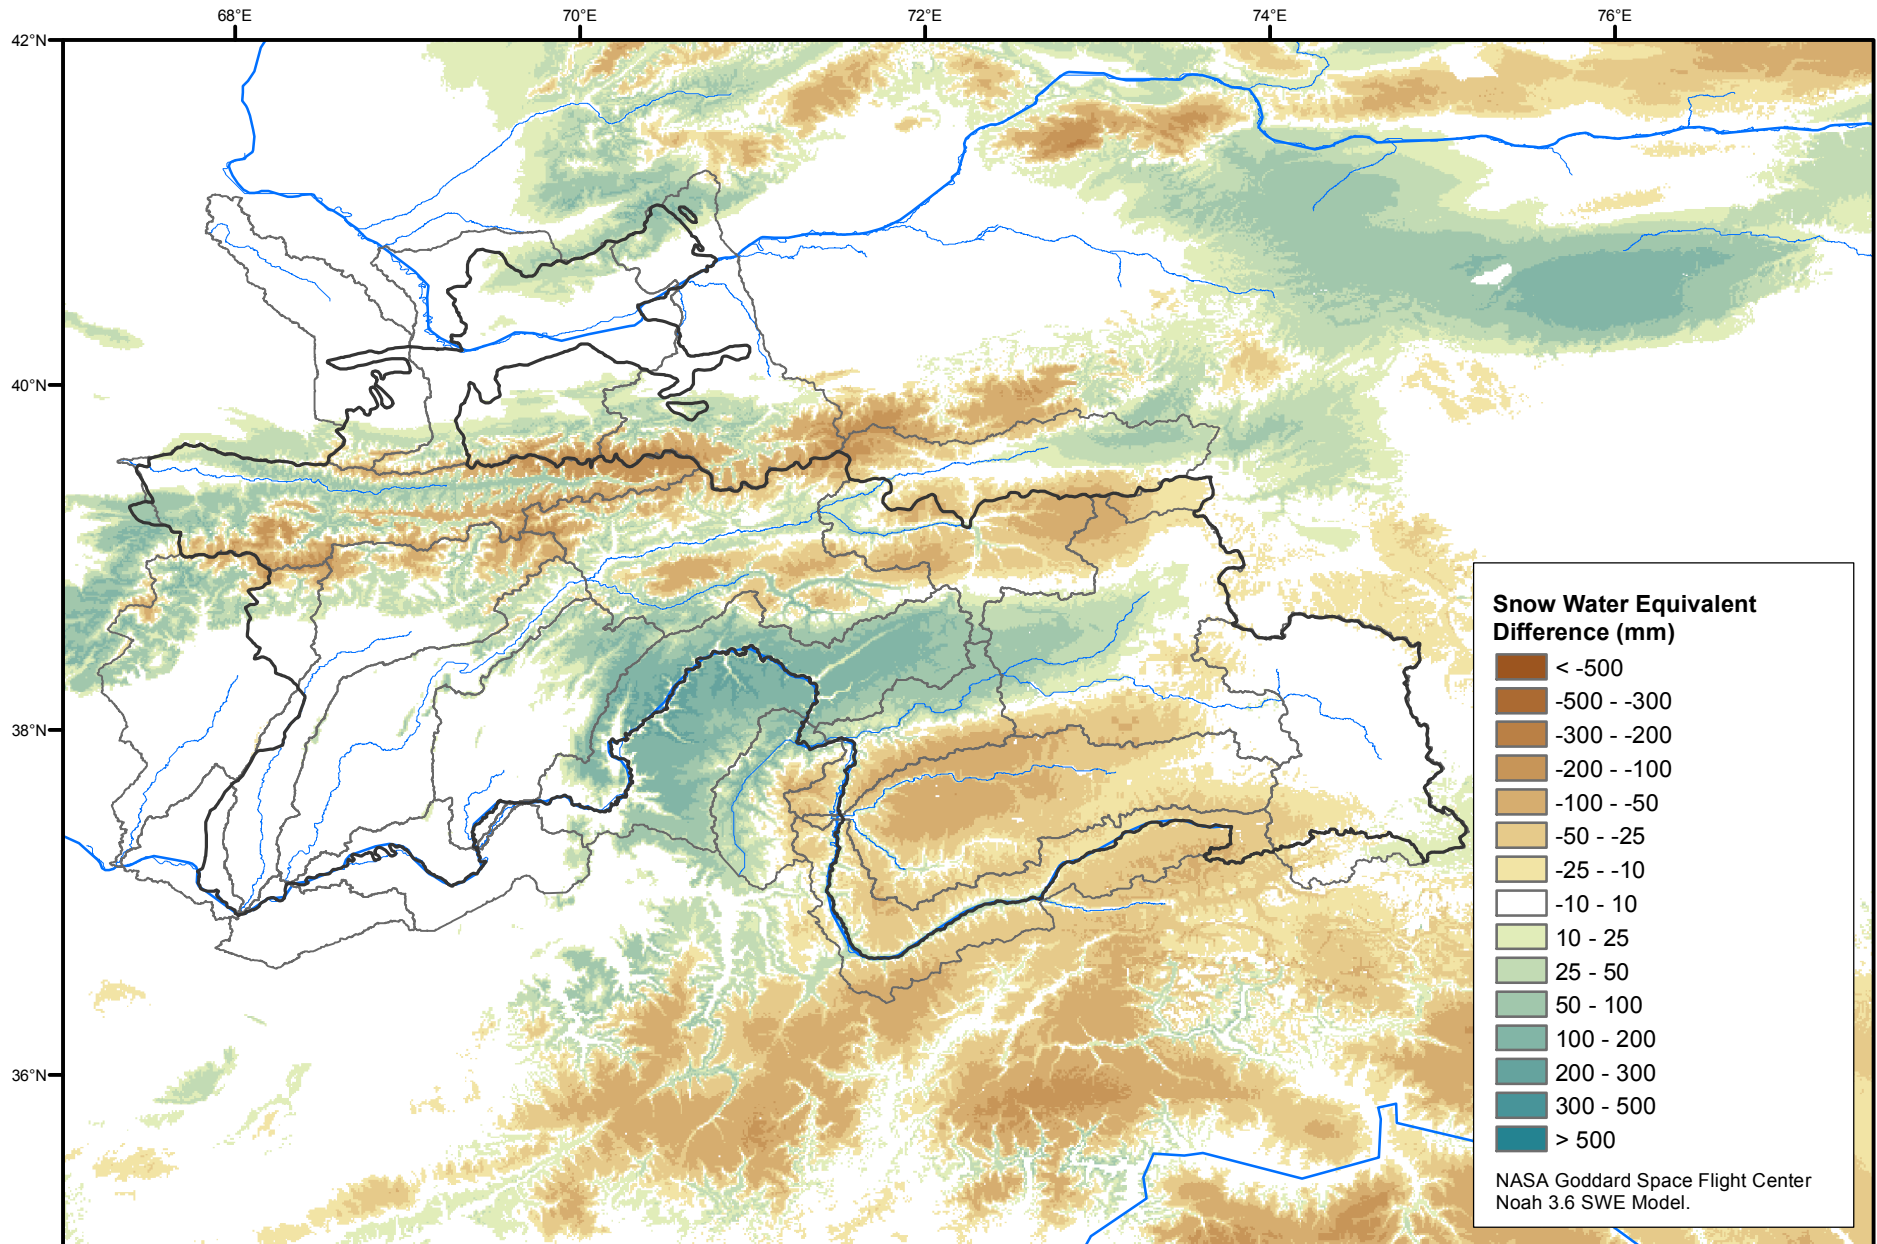 68°E
70°E
72°E
74°E
76°E
42°N
40°N
38°N
36°N
Snow Water Equivalent
Difference (mm)
< -500
-500 - -300
-300 - -200
-200 - -100
-100 - -50
-50 - -25
-25 - -10
-10 - 10
10 - 25
25 - 50
50 - 100
100 - 200
200 - 300
300 - 500
> 500
NASA Goddard Space Flight Center
Noah 3.6 SWE Model.